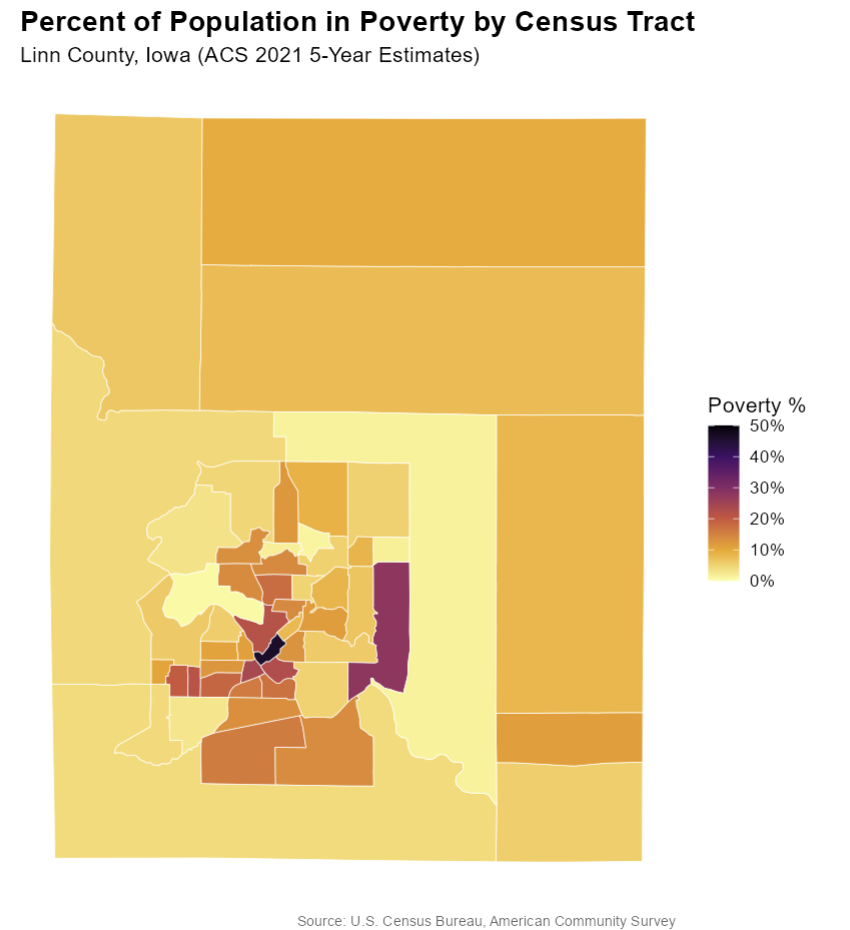 Percent of Population in Poverty by Census Tract
Linn County, Iowa (ACS 2021 5-Year Estimates)
Poverty %
50%
40%
30%
20%
10%
0%
Source: U.S. Census Bureau, American Community Survey